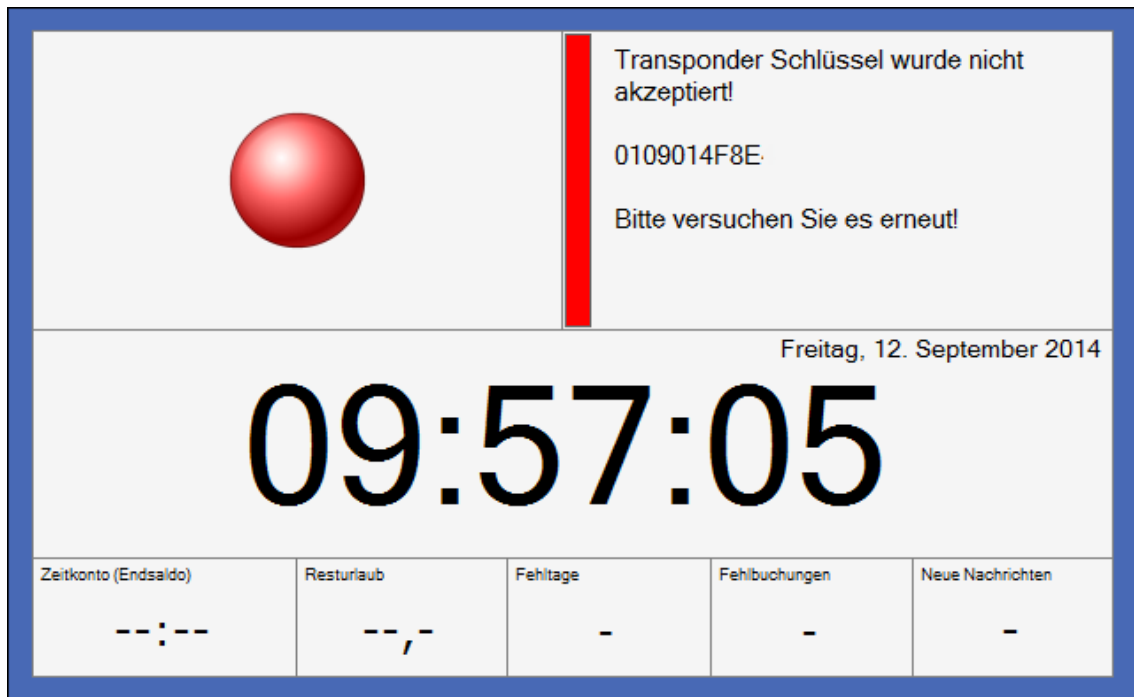 Transponder Schlüssel wurde nicht
akzeptiert!
0109014F8E
Bitte versuchen Sie es erneut!
Freitag, 12. September 2014
09:57:05
Zeitkonto (Endsaldo)
Resturlaub
Fehltage
Fehlbuchungen
Neue Nachrichten
--:--
--,-
-
-
-